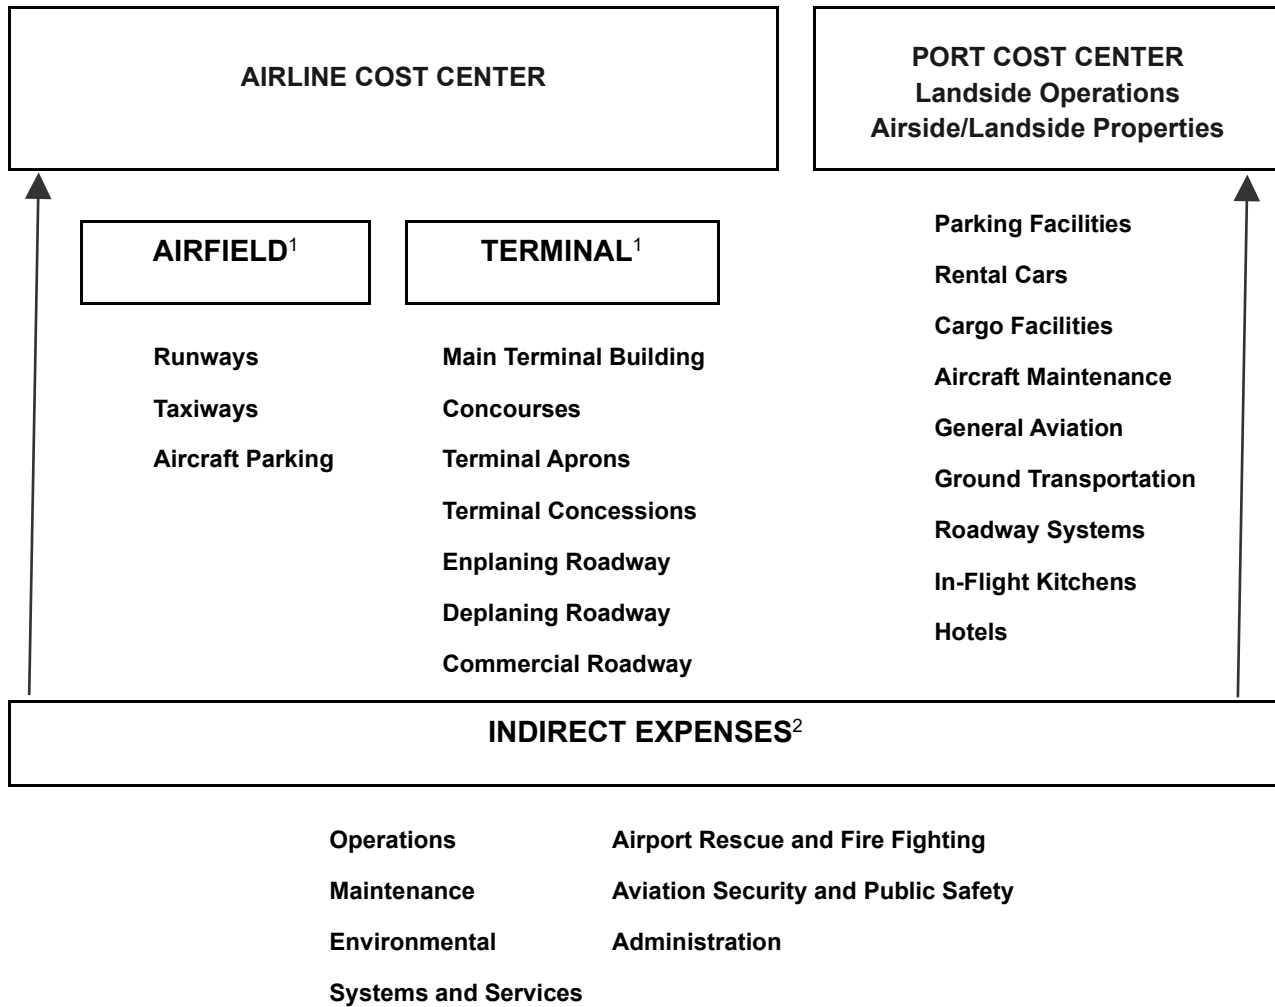 AIRLINE COST CENTER
PORT COST CENTER
Landside Operations
Airside/Landside Properties
AIRFIELD¹
Runways
Taxiways
Aircraft Parking
TERMINAL¹
Main Terminal Building
Concourses
Terminal Aprons
Terminal Concessions
Enplaning Roadway
Deplaning Roadway
Commercial Roadway
Parking Facilities
Rental Cars
Cargo Facilities
Aircraft Maintenance
General Aviation
Ground Transportation
Roadway Systems
In-Flight Kitchens
Hotels
INDIRECT EXPENSES²
Operations
Maintenance
Environmental
Systems and Services
Airport Rescue and Fire Fighting
Aviation Security and Public Safety
Administration